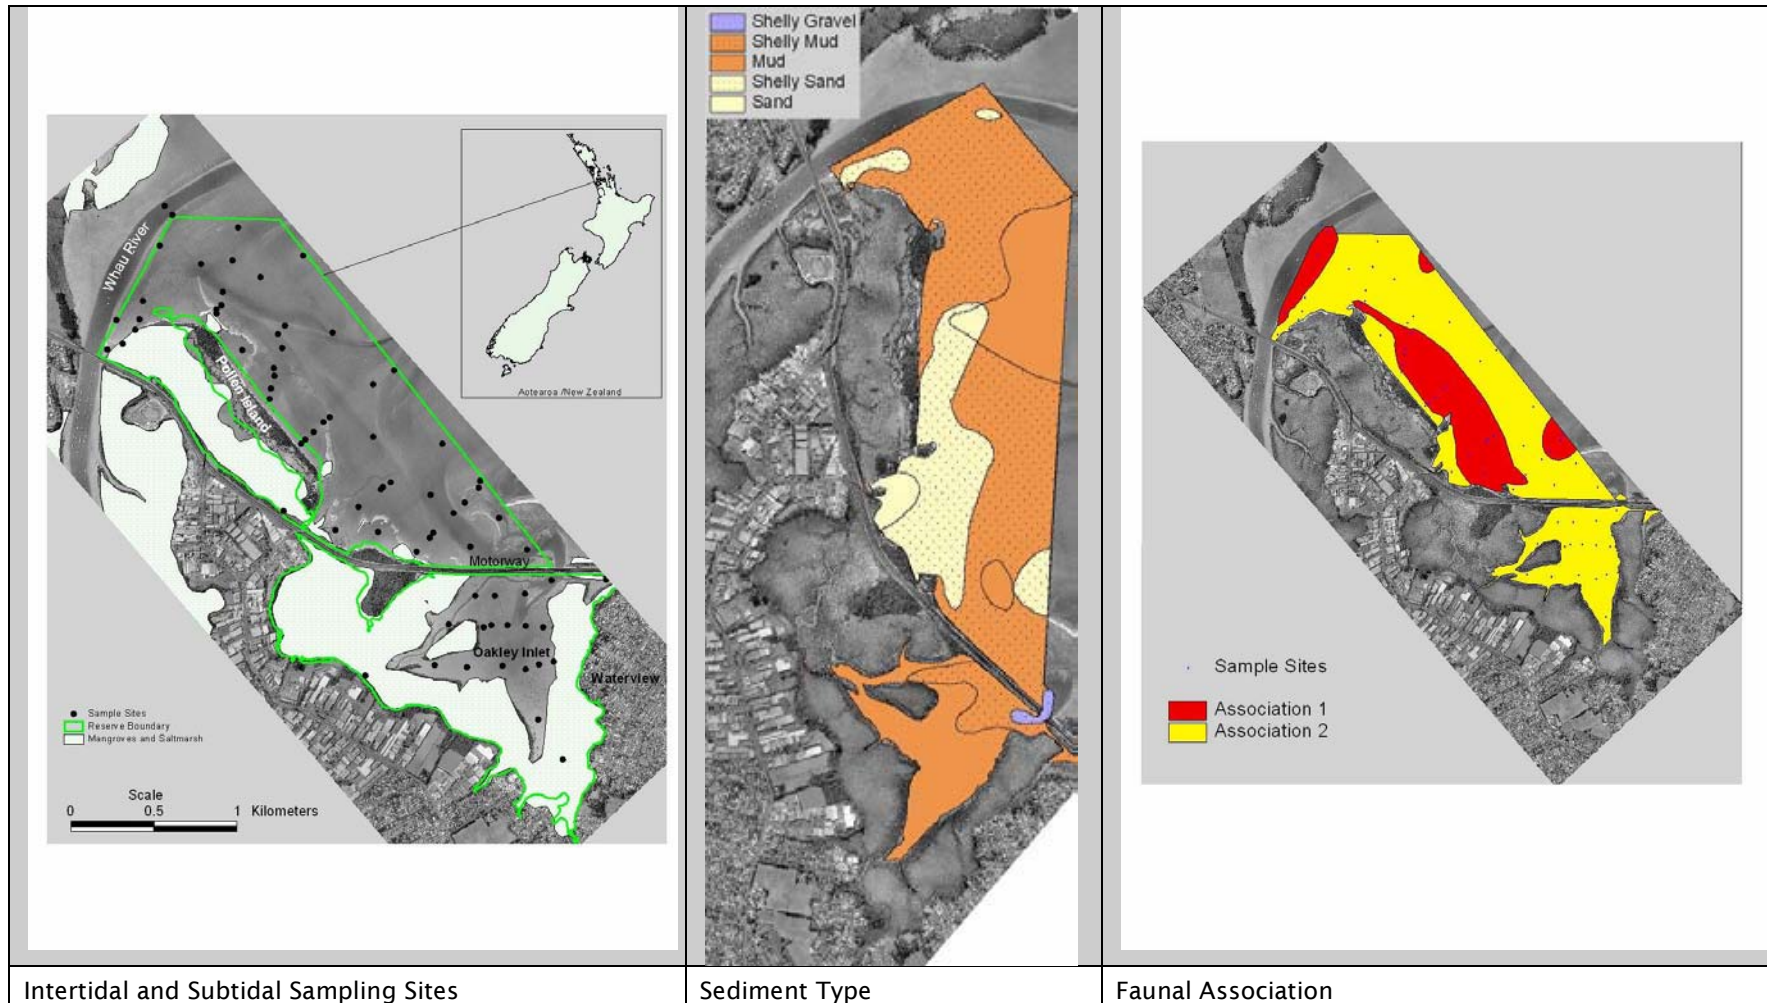 Whau River
Pollen Island
Motorway
Oakley Inlet
Waterview
Aotearoa /New Zealand
Sample Sites
Reserve Boundary
Mangroves and Saltmarsh
Scale
0 0.5 1 Kilometers
Intertidal and Subtidal Sampling Sites
Shelly Gravel
Shelly Mud
Mud
Shelly Sand
Sand
Sediment Type
Sample Sites
Association 1
Association 2
Faunal Association